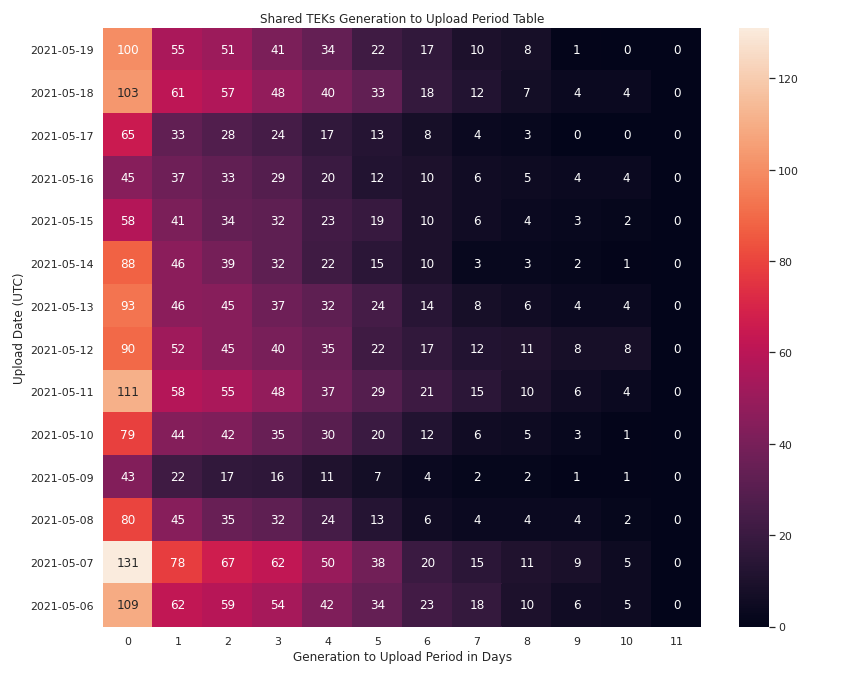 Shared TEKs Generation to Upload Period Table
Upload Date (UTC)
2021-05-19 100 55 51 41 34 22 17 10 8 1 0 0
2021-05-18 103 61 57 48 40 33 18 12 7 4 4 0
2021-05-17 65 33 28 24 17 13 8 4 3 0 0 0
2021-05-16 45 37 33 29 20 12 10 6 5 4 4 0
2021-05-15 58 41 34 32 23 19 10 6 4 3 2 0
2021-05-14 88 46 39 32 22 15 10 3 3 2 1 0
2021-05-13 93 46 45 37 32 24 14 8 6 4 4 0
2021-05-12 90 52 45 40 35 22 17 12 11 8 8 0
2021-05-11 111 58 55 48 37 29 21 15 10 6 4 0
2021-05-10 79 44 42 35 30 20 12 6 5 3 1 0
2021-05-09 43 22 17 16 11 7 4 2 2 1 1 0
2021-05-08 80 45 35 32 24 13 6 4 4 4 2 0
2021-05-07 131 78 67 62 50 38 20 15 11 9 5 0
2021-05-06 109 62 59 54 42 34 23 18 10 6 5 0
0 1 2 3 4 5 6 7 8 9 10 11
Generation to Upload Period in Days
120
100
80
60
40
20
0